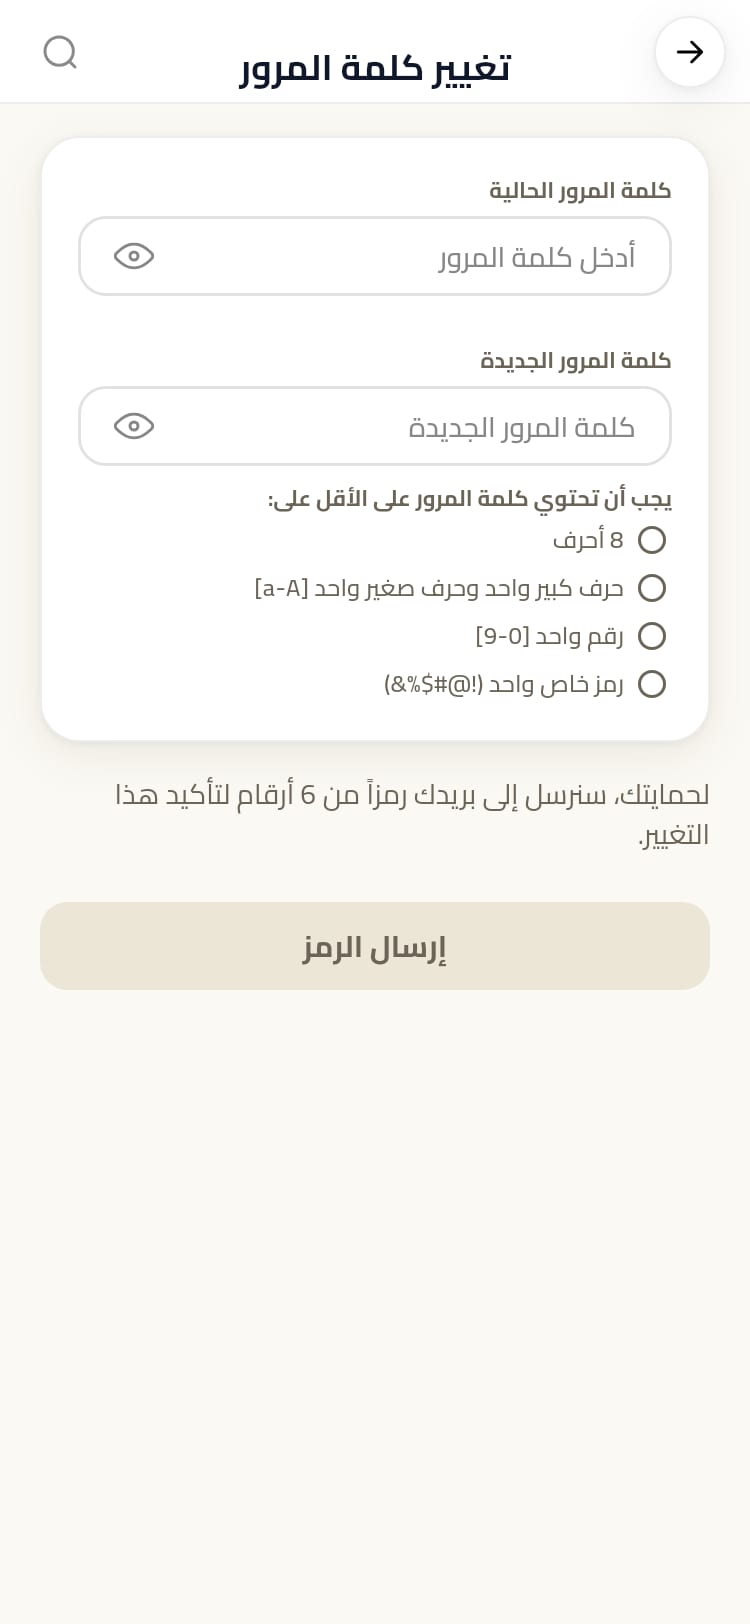 تغيير كلمة المرور
كلمة المرور الحالية
أدخل كلمة المرور
كلمة المرور الجديدة
كلمة المرور الجديدة
يجب أن تحتوي كلمة المرور على الأقل على:
8 أحرف
حرف كبير واحد وحرف صغير واحد [a-A]
رقم واحد [0-9]
رمز خاص واحد (!@#$%&)
لحمايتك، سنرسل إلى بريدك رمزاً من 6 أرقام لتأكيد هذا
التغيير.
إرسال الرمز